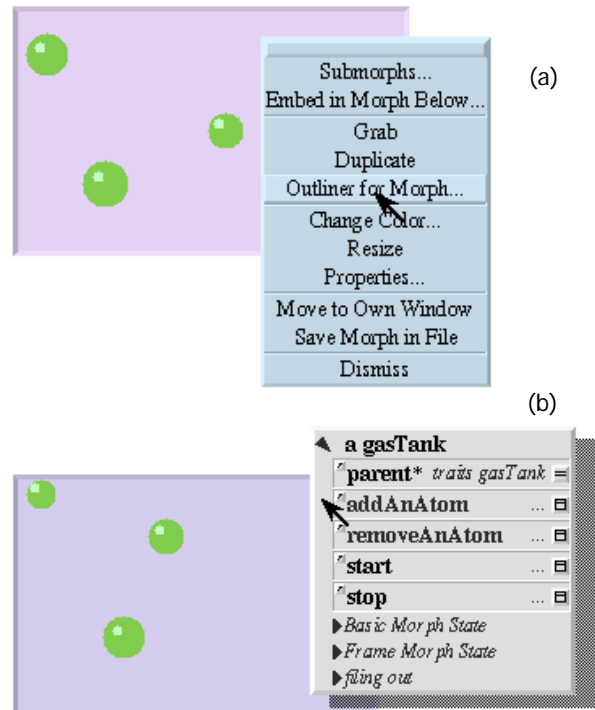 (a)
Submorphs...
Embed in Morph Below...
Grab
Duplicate
Outliner for Morph...
Change Color...
Resize
Properties...
Move to Own Window
Save Morph in File
Dismiss
(b)
a gasTank
parent* traits gasTank =
addAnAtom ...
removeAnAtom ...
start ...
stop ...
Basic Morph State
Frame Morph State
filing out